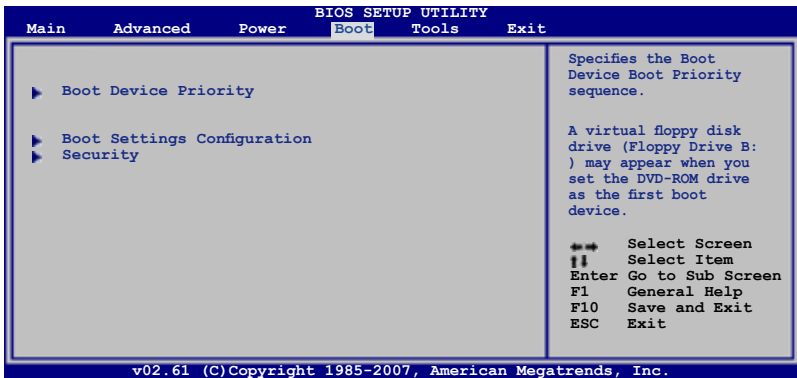 BIOS SETUP UTILITY
Main Advanced Power Boot Tools Exit
Boot Device Priority
Boot Settings Configuration
Security
Specifies the Boot
Device Boot Priority
sequence.
A virtual floppy disk
drive (Floppy Drive B:
) may appear when you
set the DVD-ROM drive
as the first boot
device.
Select Screen
Select Item
Enter Go to Sub Screen
F1 General Help
F10 Save and Exit
ESC Exit
v02.61 (C)Copyright 1985-2007, American Megatrends, Inc.